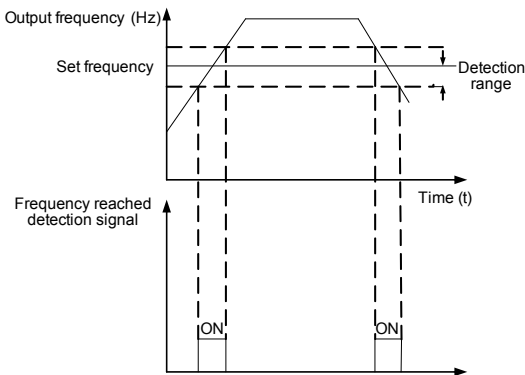 Output frequency (Hz)
Set frequency
Detection
range
Time (t)
Frequency reached
detection signal
ON
ON